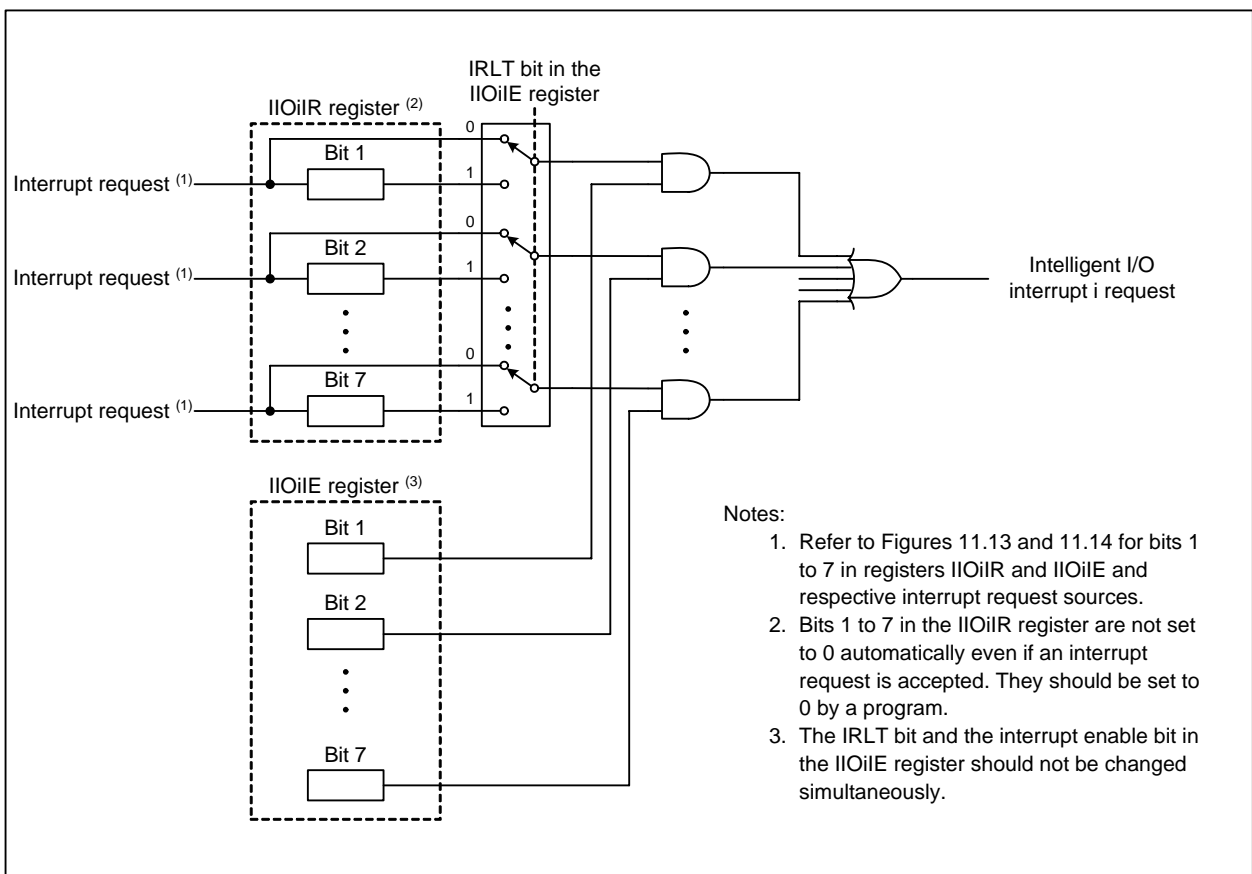 IRLT bit in the
IIOiIE register
IIOiIR register (2)
0
Bit 1
Interrupt request (1)
1
0
Bit 2
Interrupt request (1)
1
Intelligent I/O
interrupt i request
0
Bit 7
Interrupt request (1)
1
IIOiIE register (3)
Bit 1
Bit 2
Bit 7
Notes:
1. Refer to Figures 11.13 and 11.14 for bits 1
to 7 in registers IIOiIR and IIOiIE and
respective interrupt request sources.
2. Bits 1 to 7 in the IIOiIR register are not set
to 0 automatically even if an interrupt
request is accepted. They should be set to
0 by a program.
3. The IRLT bit and the interrupt enable bit in
the IIOiIE register should not be changed
simultaneously.